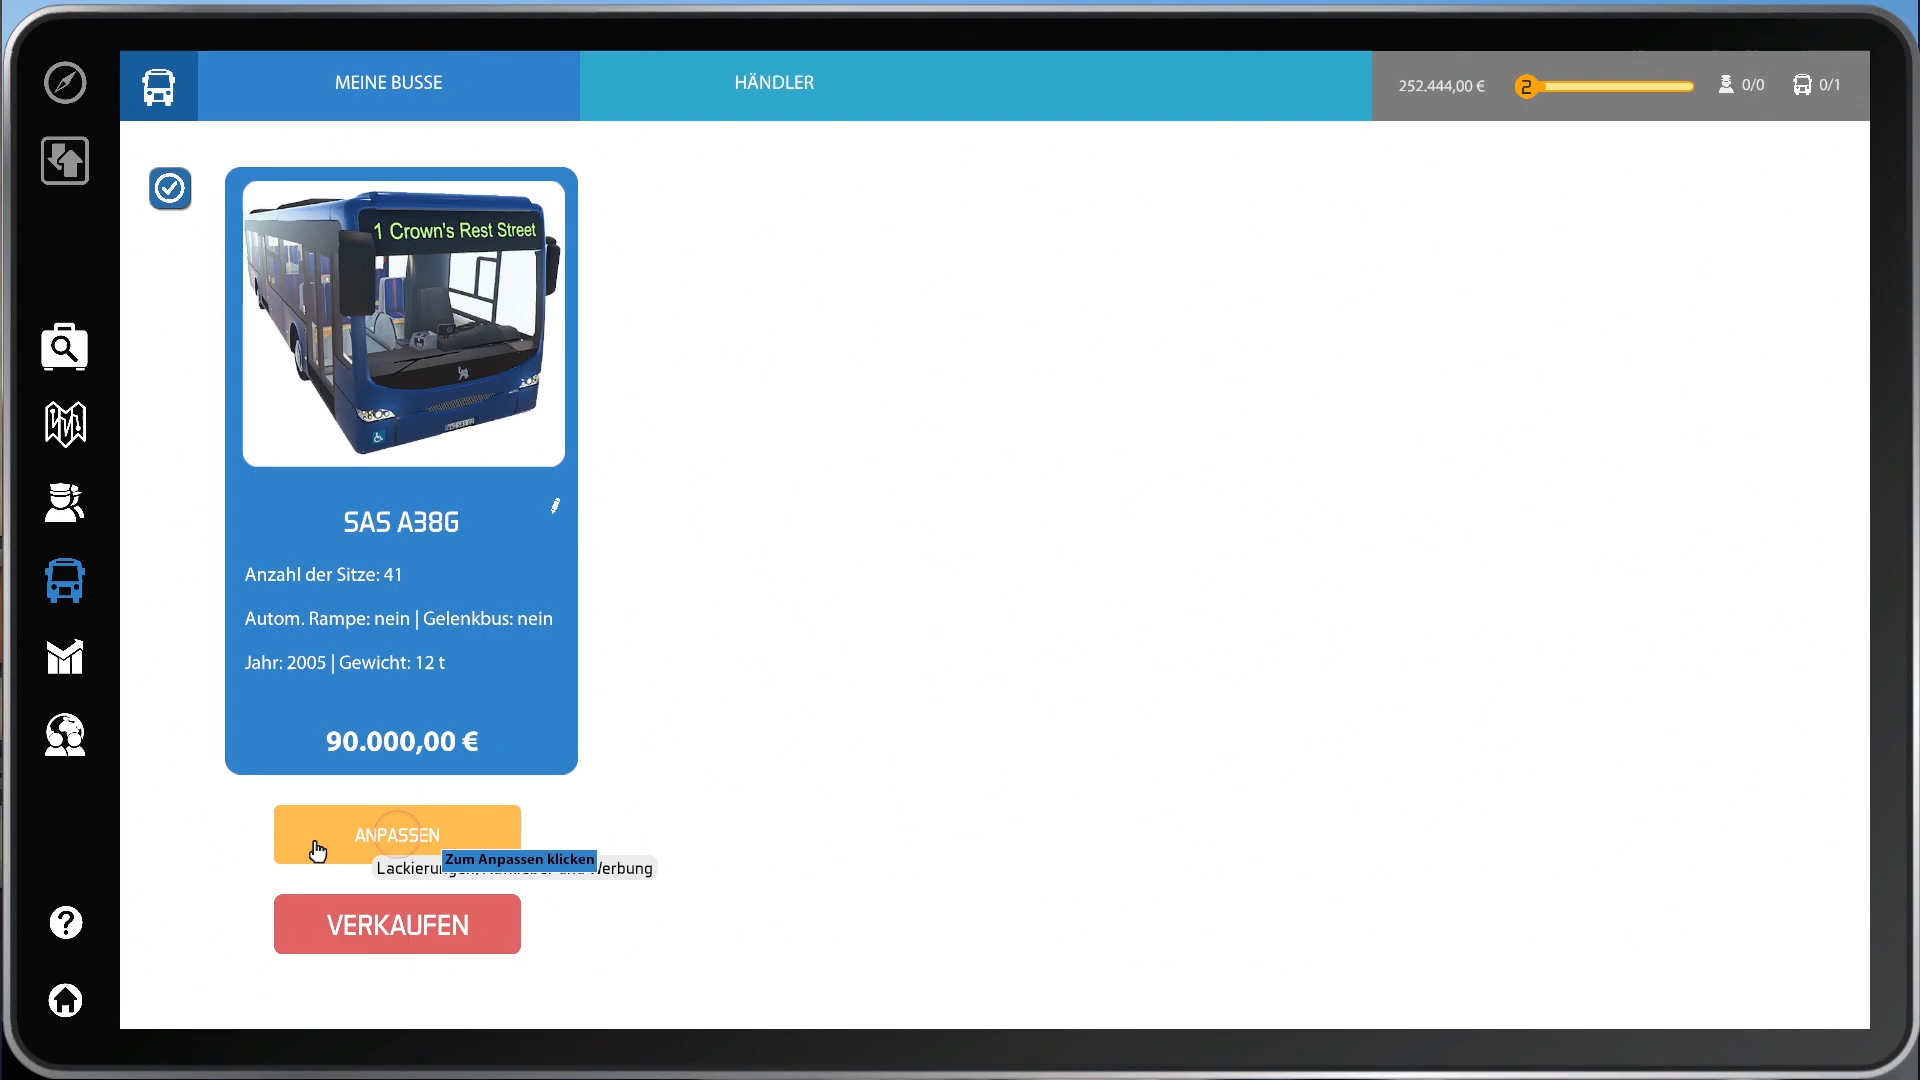 MEINE BUSSE
HÄNDLER
252.444,00 €
2
0/0
0/1
1 Crown's Rest Street
SAS A38G
Anzahl der Sitze: 41
Autom. Rampe: nein | Gelenkbus: nein
Jahr: 2005 | Gewicht: 12 t
90.000,00 €
ANPASSEN
Zum Anpassen klicken
Werbung
VERKAUFEN
?